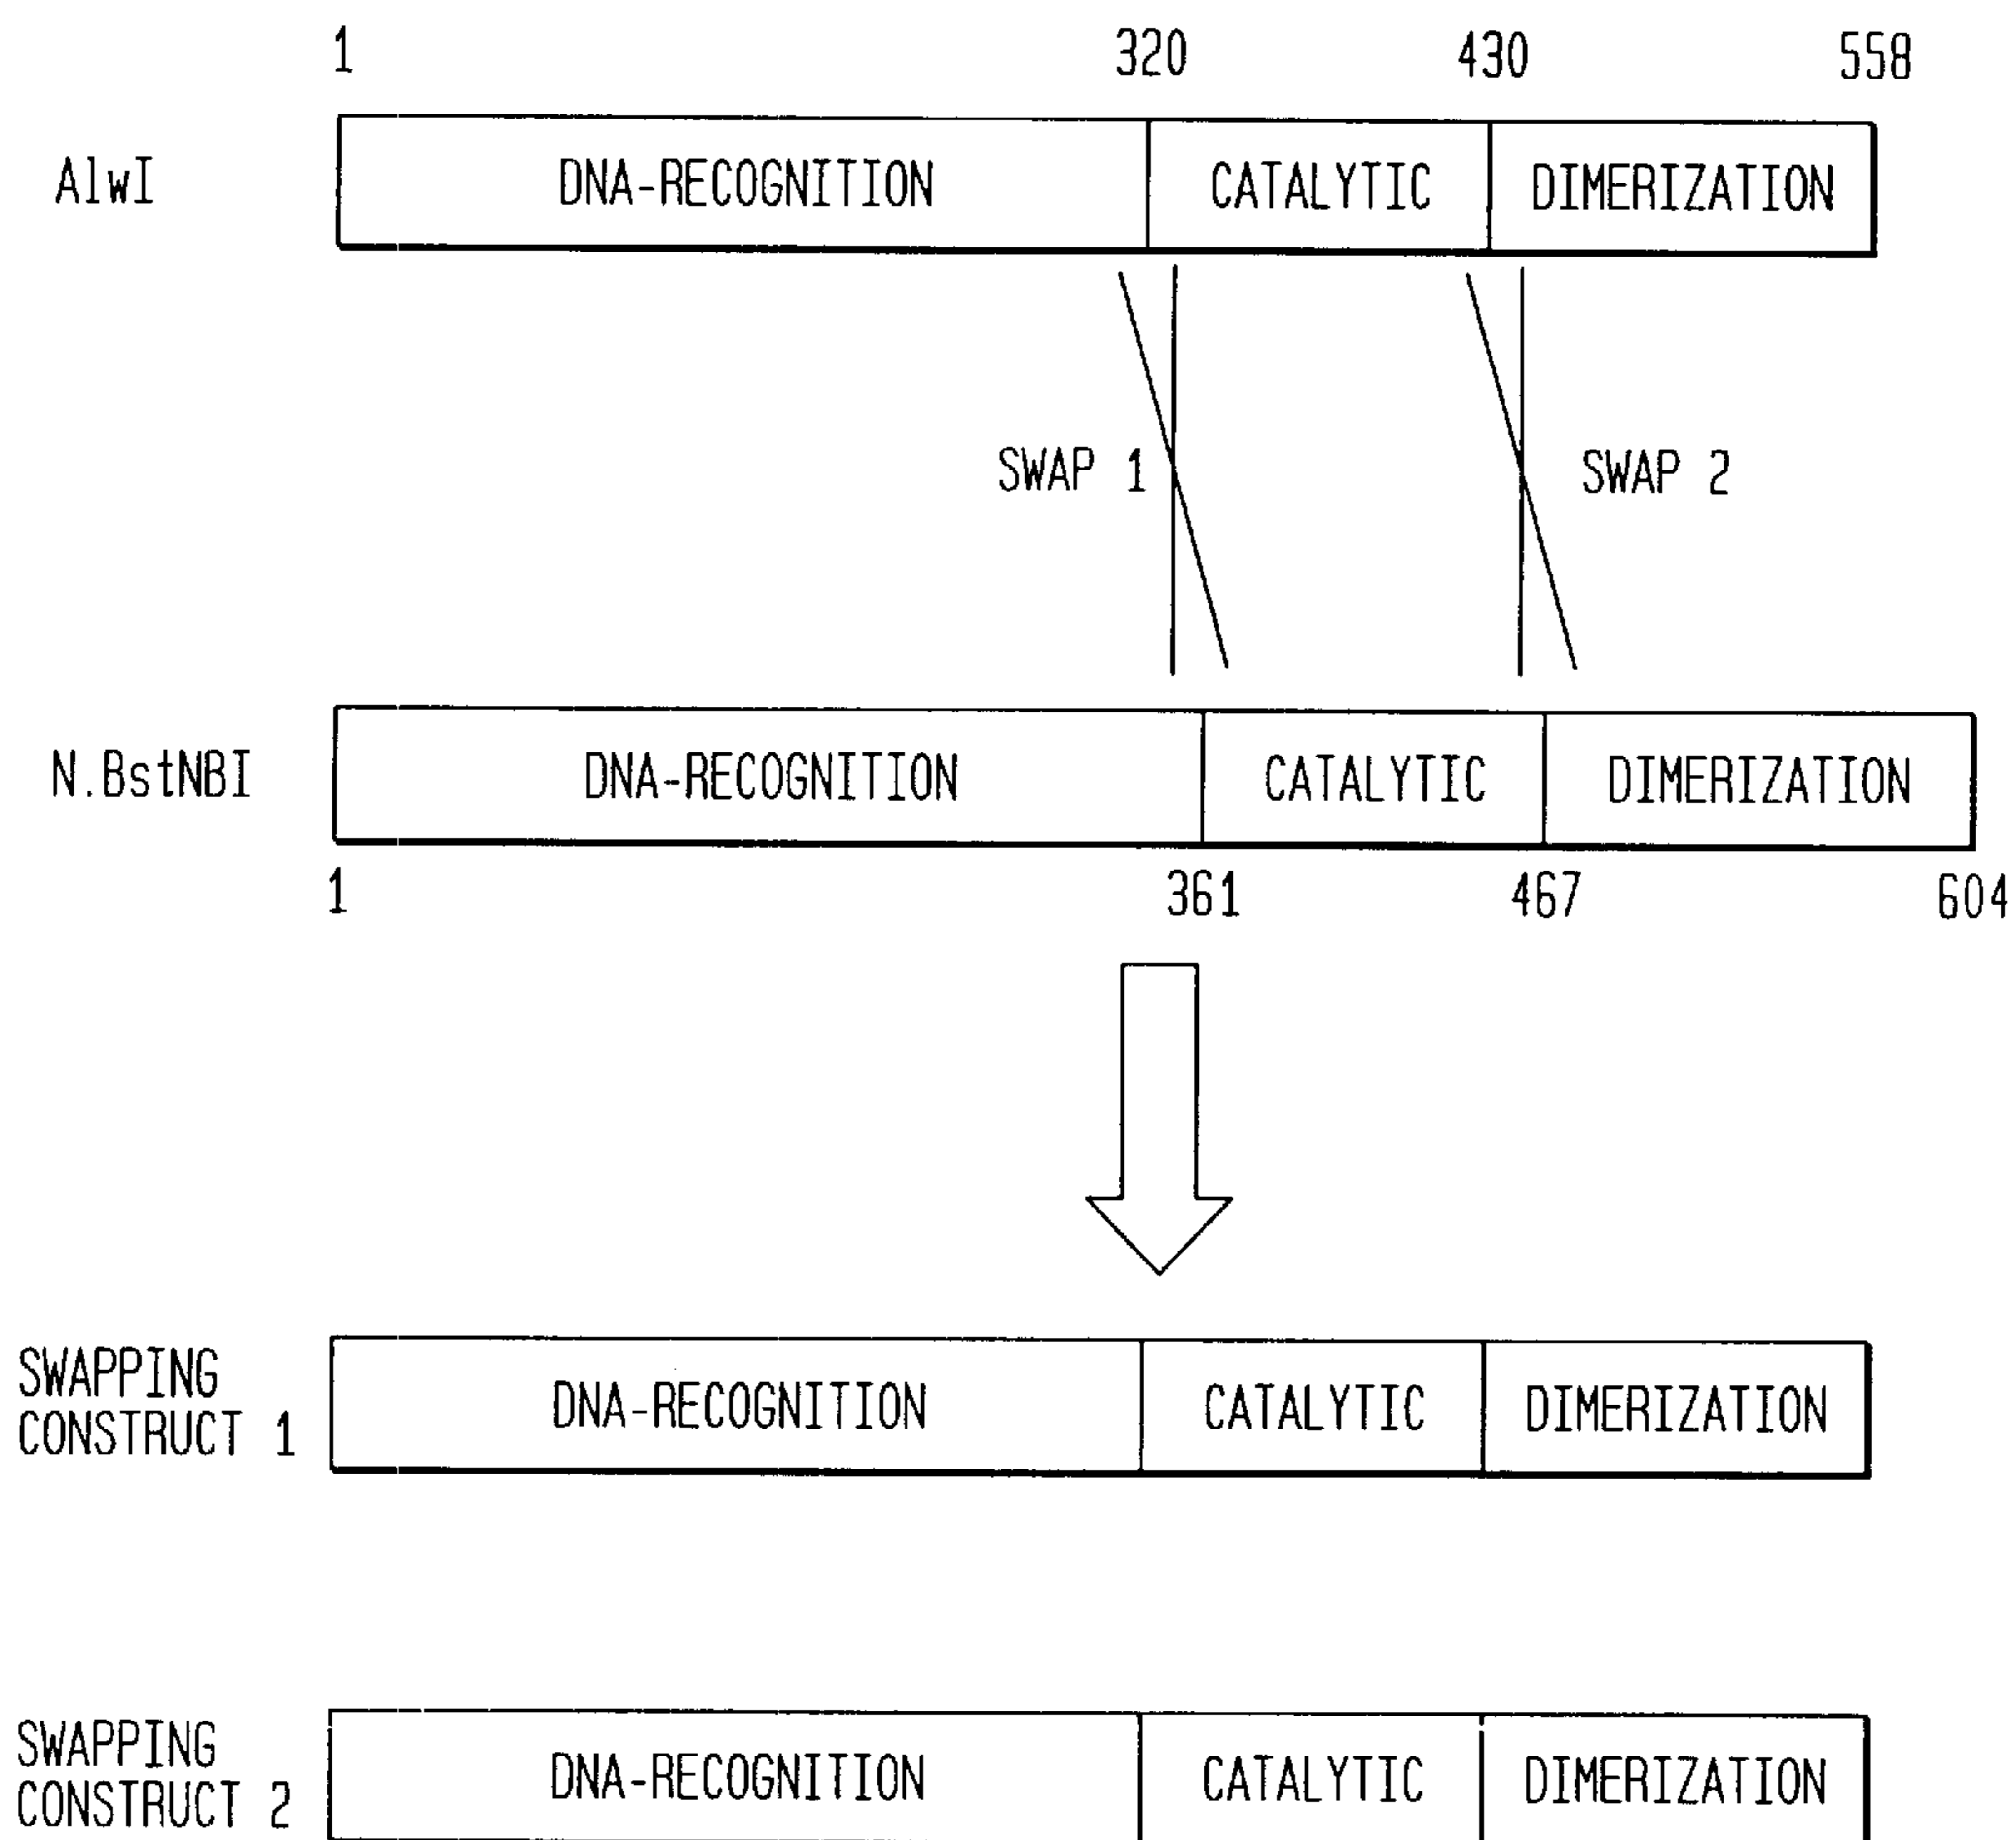 1 320 430 558
AlwI DNA-RECOGNITION CATALYTIC DIMERIZATION
SWAP 1 SWAP 2
N.BstNBI DNA-RECOGNITION CATALYTIC DIMERIZATION
1 361 467 604
SWAPPING
CONSTRUCT 1 DNA-RECOGNITION CATALYTIC DIMERIZATION
SWAPPING
CONSTRUCT 2 DNA-RECOGNITION CATALYTIC DIMERIZATION